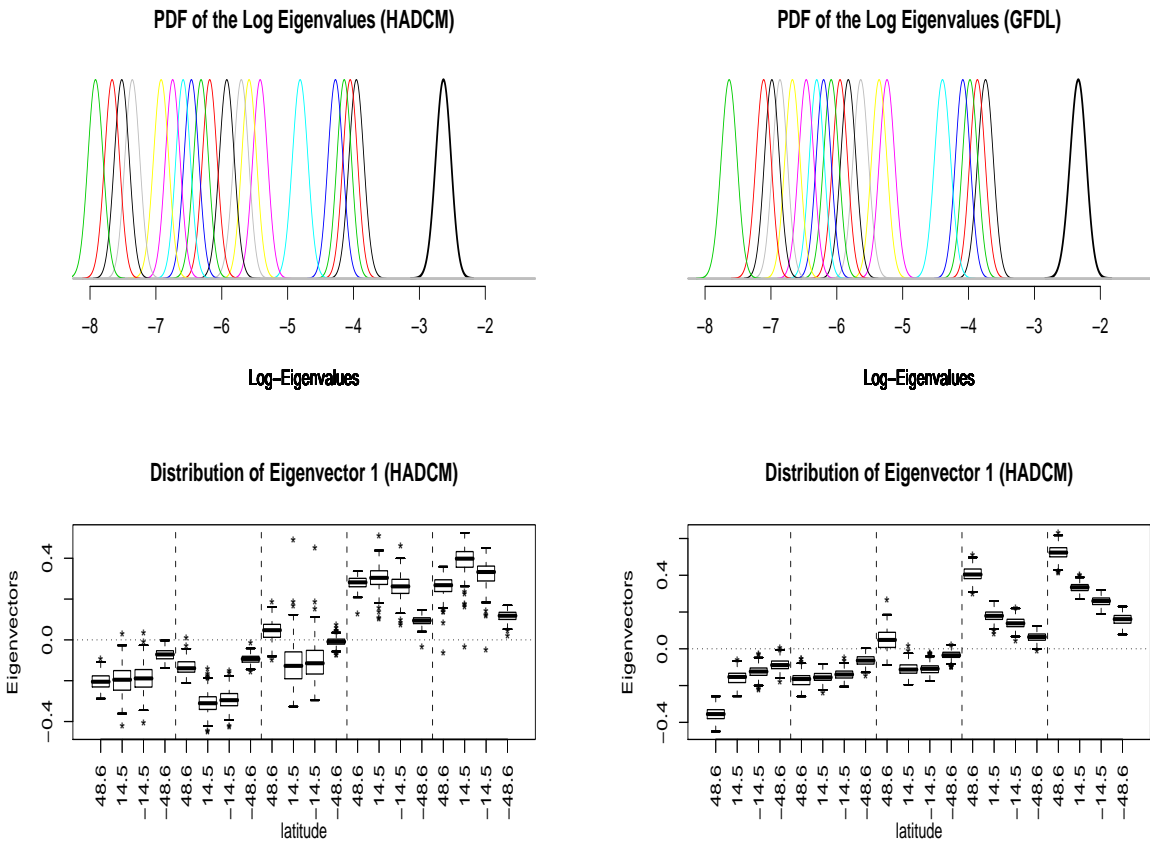 PDF of the Log Eigenvalues (HADCM)
PDF of the Log Eigenvalues (GFDL)
−8 −7 −6 −5 −4 −3 −2
−8 −7 −6 −5 −4 −3 −2
Log−Eigenvalues
Log−Eigenvalues
Distribution of Eigenvector 1 (HADCM)
Distribution of Eigenvector 1 (HADCM)
Eigenvectors
0.4
0.0
−0.4
48.6 14.5 −14.5 −48.6 48.6 14.5 −14.5 −48.6 48.6 14.5 −14.5 −48.6 48.6 14.5 −14.5 −48.6 48.6 14.5 −14.5 −48.6
latitude
Eigenvectors
0.4
0.0
−0.4
48.6 14.5 −14.5 −48.6 48.6 14.5 −14.5 −48.6 48.6 14.5 −14.5 −48.6 48.6 14.5 −14.5 −48.6 48.6 14.5 −14.5 −48.6
latitude